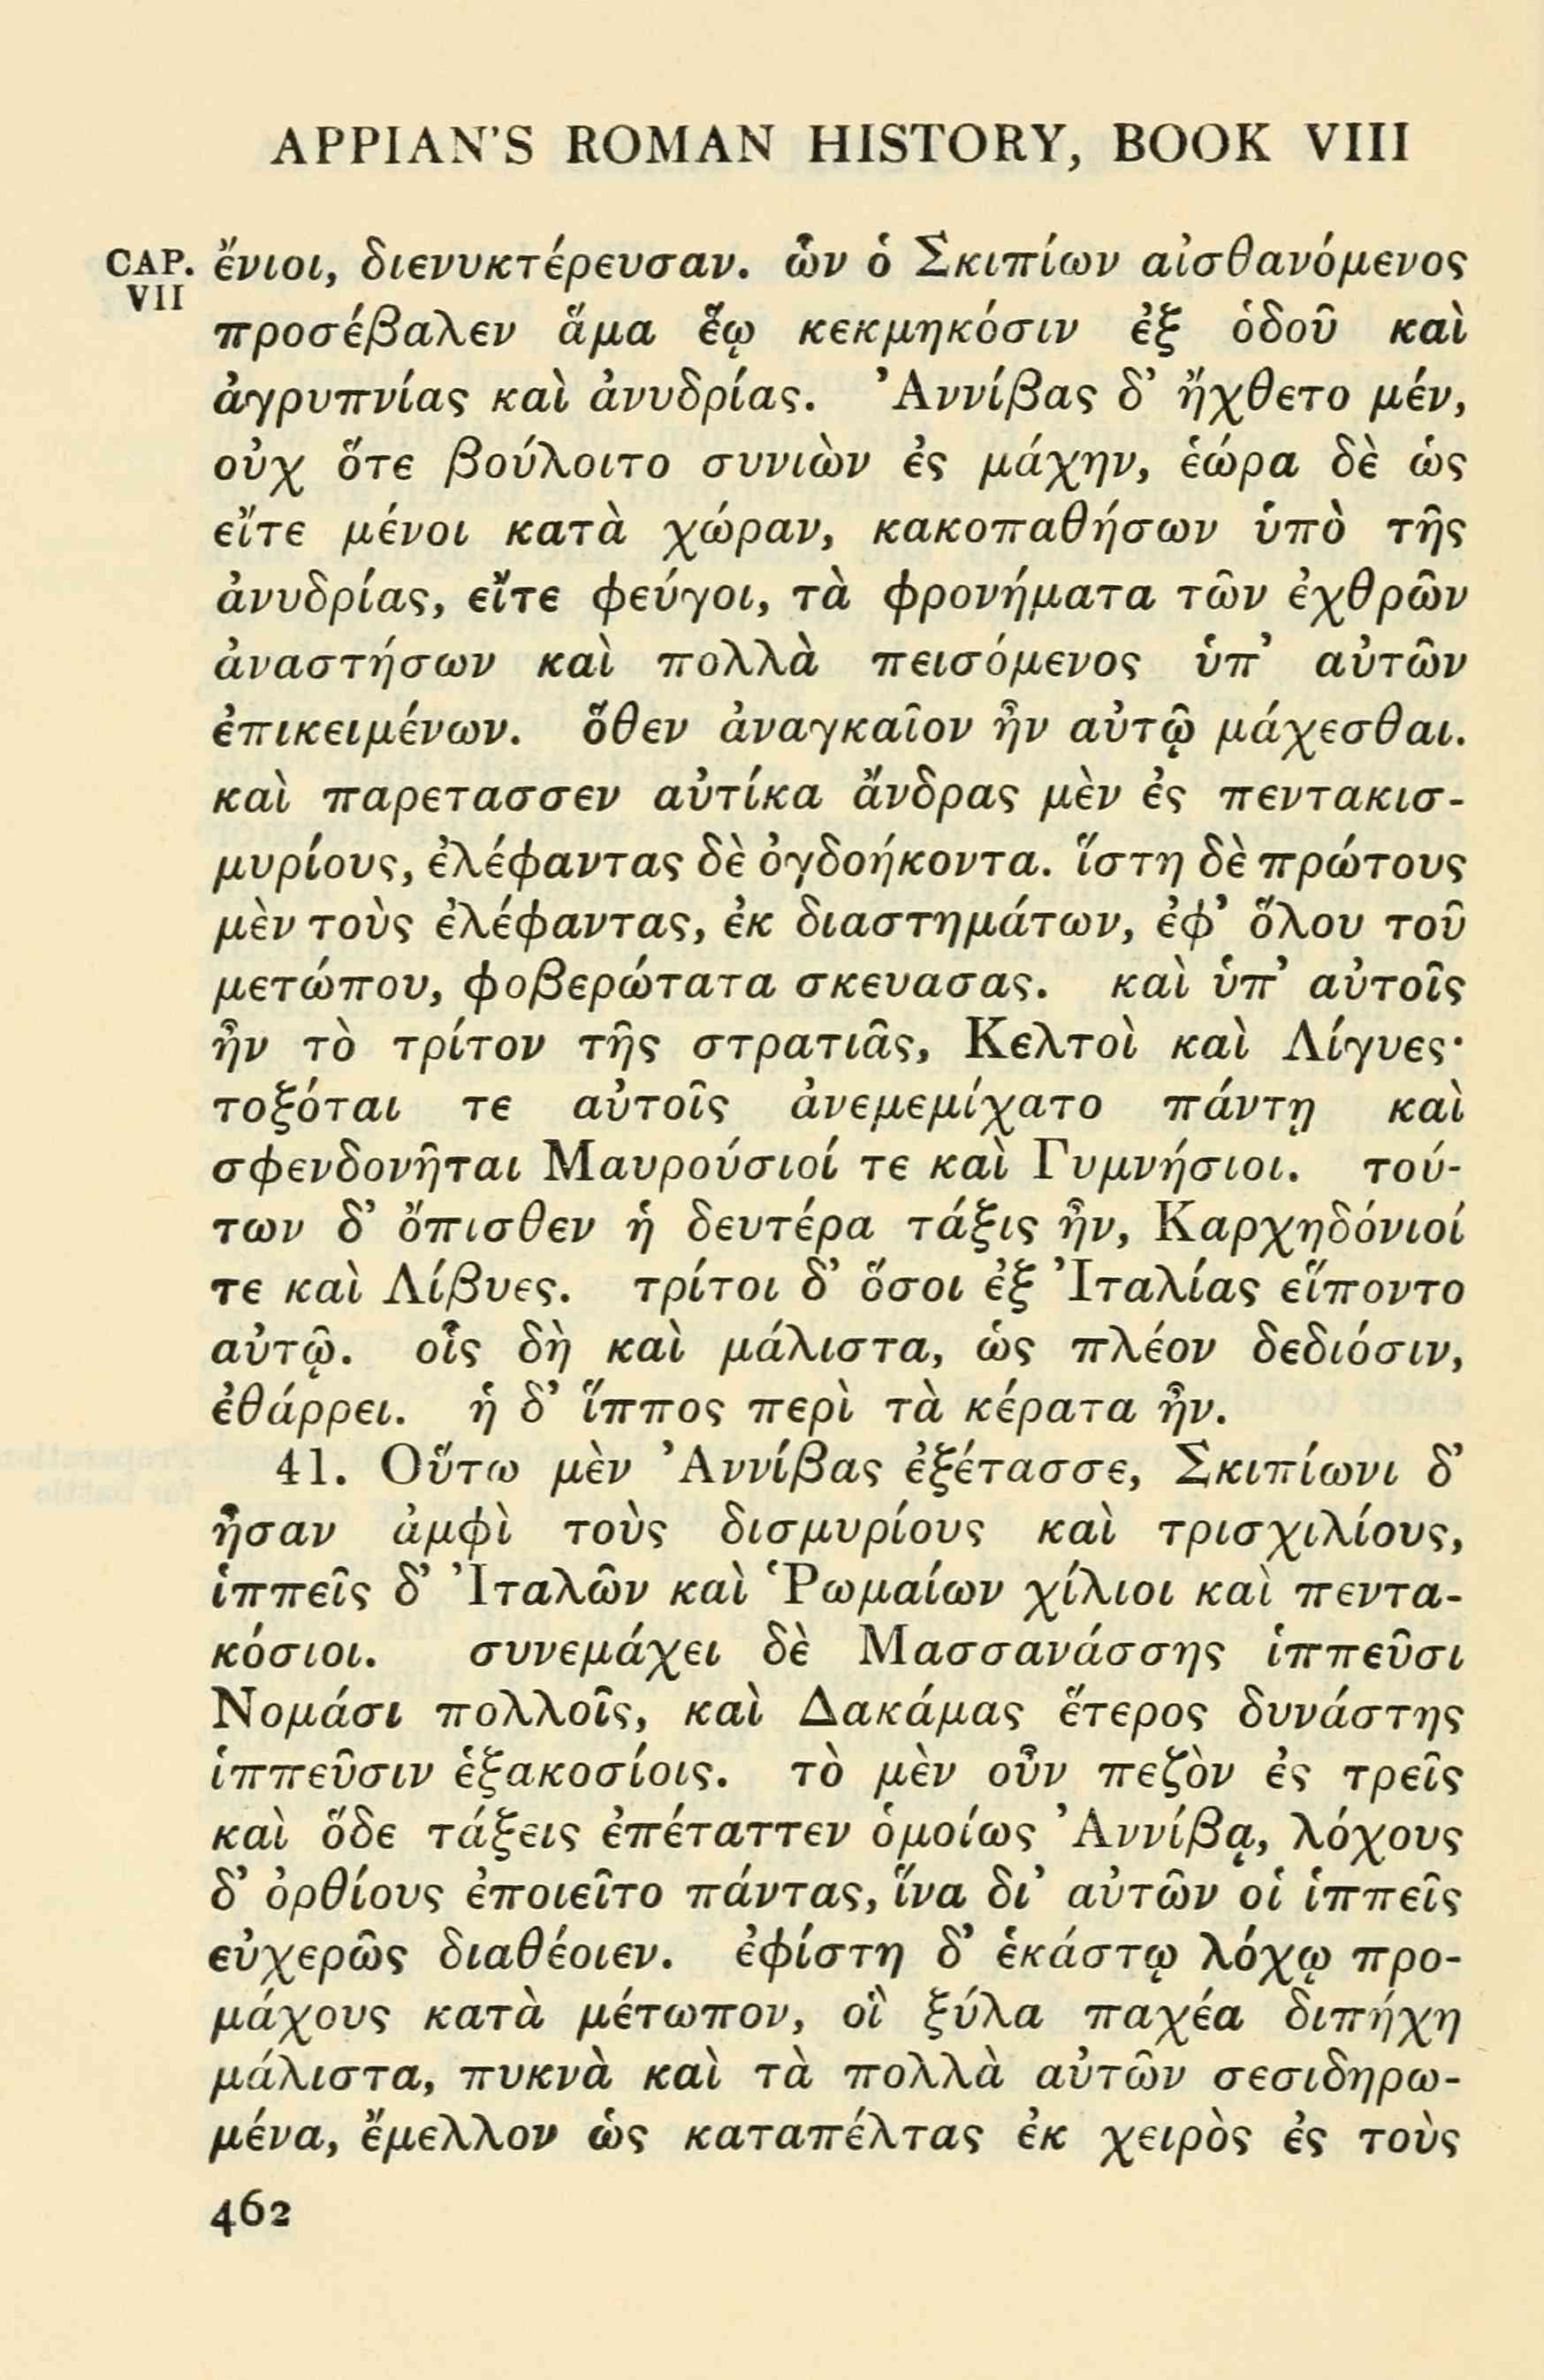 APPIAN'S ROMAN HISTORY, BOOK VIII
CAP. VII ἔνιοι, διενυκτέρευσαν. ὧν ὁ Σκιπίων αἰσθανόμενος
προσέβαλεν ἅμα ἕῳ κεκμηκόσιν ἐξ ὁδοῦ καὶ
ἀγρυπνίας καὶ ἀνυδρίας. Ἀννίβας δ' ἤχθετο μέν,
οὐχ ὅτε βούλοιτο συνιὼν ἐς μάχην, ἑώρα δὲ ὡς
εἴτε μένοι κατὰ χώραν, κακοπαθήσων ὑπὸ τῆς
ἀνυδρίας, εἴτε φεύγοι, τὰ φρονήματα τῶν ἐχθρῶν
ἀναστήσων καὶ πολλὰ πεισόμενος ὑπ' αὐτῶν
ἐπικειμένων. ὅθεν ἀναγκαῖον ἦν αὐτῷ μάχεσθαι.
καὶ παρετασσεν αὐτίκα ἄνδρας μὲν ἐς πεντακισ-
μυρίους, ἐλέφαντας δὲ ὀγδοήκοντα. ἵστη δὲ πρώτους
μὲν τοὺς ἐλέφαντας, ἐκ διαστημάτων, ἐφ' ὅλου τοῦ
μετώπου, φοβερώτατα σκευασας. καὶ ὑπ' αὐτοῖς
ἦν τὸ τρίτον τῆς στρατιᾶς, Κελτοὶ καὶ Λίγυες·
τοξόται τε αὐτοῖς ἀνεμεμίχατο πάντῃ καὶ
σφενδονῆται Μαυρούσιοί τε καὶ Γυμνήσιοι. τού-
των δ' ὄπισθεν ἡ δευτέρα τάξις ἦν, Καρχηδόνιοί
τε καὶ Λίβυες. τρίτοι δ' ὅσοι ἐξ Ἰταλίας εἵποντο
αὐτῷ. οἷς δὴ καὶ μάλιστα, ὡς πλέον δεδιόσιν,
ἐθάρρει. ἡ δ' ἵππος περὶ τὰ κέρατα ἦν.
41. Οὕτω μὲν Ἀννίβας ἐξέτασσε, Σκιπίωνι δ'
ἦσαν ἀμφὶ τοὺς δισμυρίους καὶ τρισχιλίους,
ἱππεῖς δ' Ἰταλῶν καὶ Ῥωμαίων χίλιοι καὶ πεντα-
κόσιοι. συνεμάχει δὲ Μασσανάσσης ἱππεῦσι
Νομάσι πολλοῖς, καὶ Δακάμας ἕτερος δυνάστης
ἱππεῦσιν ἑξακοσίοις. τὸ μὲν οὖν πεζὸν ἐς τρεῖς
καὶ ὅδε τάξεις ἐπέταττεν ὁμοίως Ἀννίβᾳ, λόχους
δ' ὀρθίους ἐποιεῖτο πάντας, ἵνα δι' αὐτῶν οἱ ἱππεῖς
εὐχερῶς διαθέοιεν. ἐφίστη δ' ἑκάστῳ λόχῳ προ-
μάχους κατὰ μέτωπον, οἳ ξύλα παχέα διπήχη
μάλιστα, πυκνὰ καὶ τὰ πολλὰ αὐτῶν σεσιδηρω-
μένα, ἔμελλον ὡς καταπέλτας ἐκ χειρὸς ἐς τοὺς
462